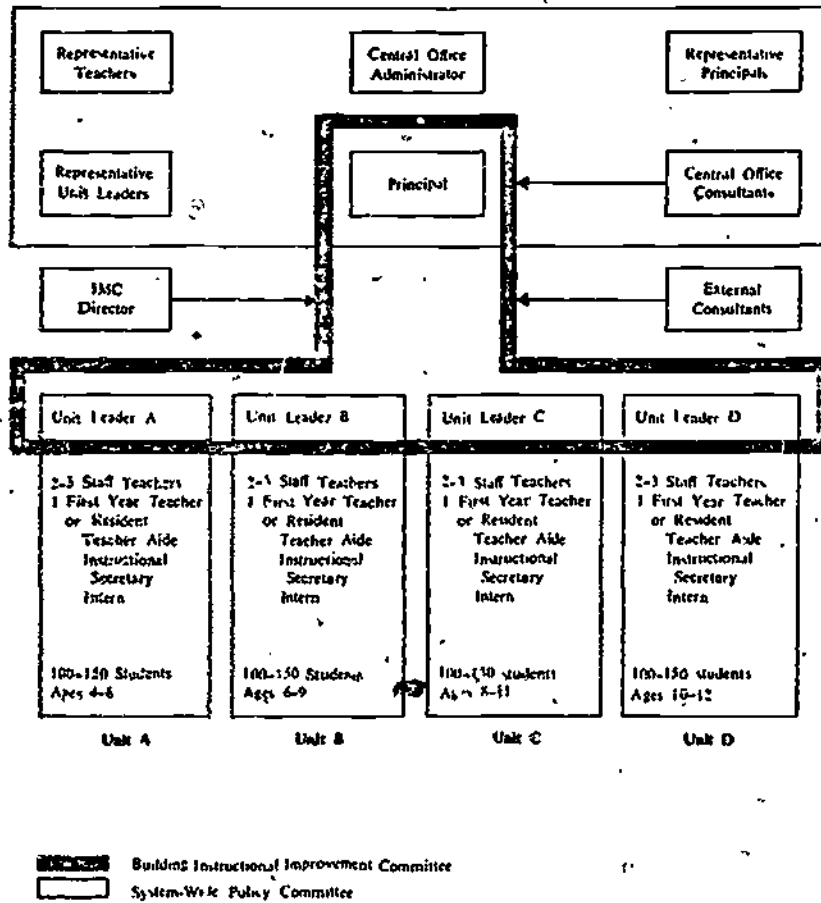 Representative
Teachers
Central Office
Administrator
Representative
Principals
Representative
Unit Leaders
Principal
Central Office
Consultants
IMC
Director
External
Consultants
Unit Leader A
Unit Leader B
Unit Leader C
Unit Leader D
2-3 Staff Teachers
1 First Year Teacher
or Resident
Teacher Aide
Instructional
Secretary
Intern
100-150 Students
Ages 4-6
Unit A
2-3 Staff Teachers
1 First Year Teacher
or Resident
Teacher Aide
Instructional
Secretary
Intern
100-150 Students
Ages 6-9
Unit B
2-3 Staff Teachers
1 First Year Teacher
or Resident
Teacher Aide
Instructional
Secretary
Intern
100-150 students
Ages 8-11
Unit C
2-3 Staff Teachers
1 First Year Teacher
or Resident
Teacher Aide
Instructional
Secretary
Intern
100-150 students
Ages 10-12
Unit D
Building Instructional Improvement Committee
System-Wide Policy Committee